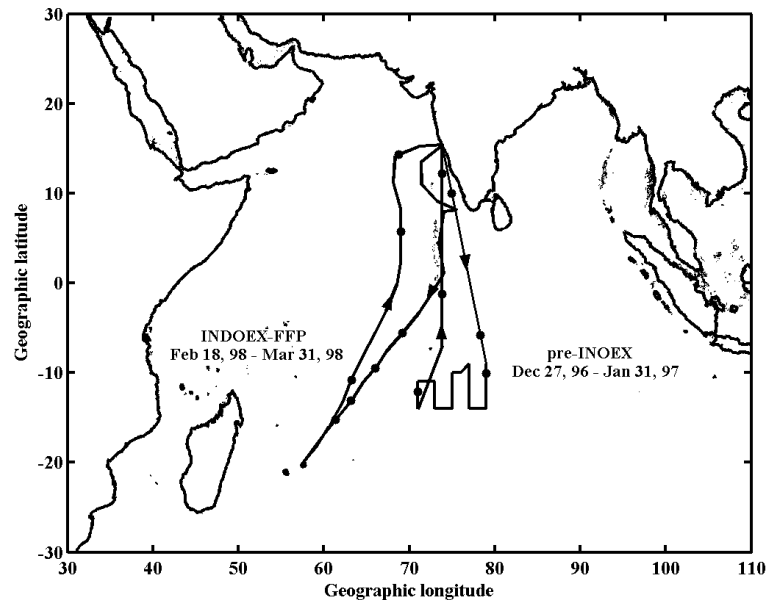 30
20
10
0
-10
-20
-30
Geographic latitude
INDOEX-FFP
Feb 18, 98 - Mar 31, 98
pre-INOEX
Dec 27, 96 - Jan 31, 97
30 40 50 60 70 80 90 100 110
Geographic longitude